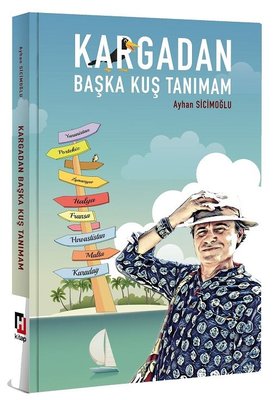 Ayhan SİCİMOĞLU
KARGADAN BAŞKA KUŞ TANIMAM
H
kitap
KARGADAN
BAŞKA KUŞ TANIMAM
Ayhan SİCİMOĞLU
Yunanistan
Portekiz
İtalya
Fransa
Hırvatistan
Malta
Karadağ